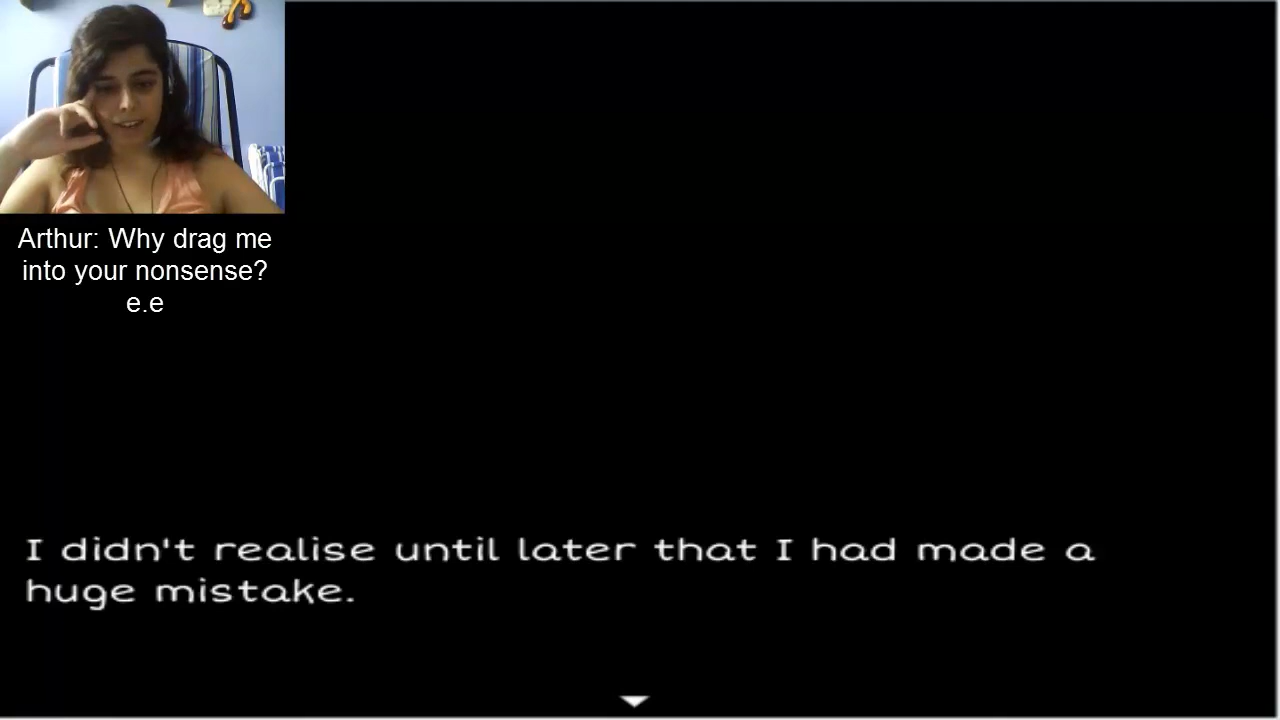 Arthur: Why drag me
into your nonsense?
e.e
I didn't realise until later that I had made a
huge mistake.